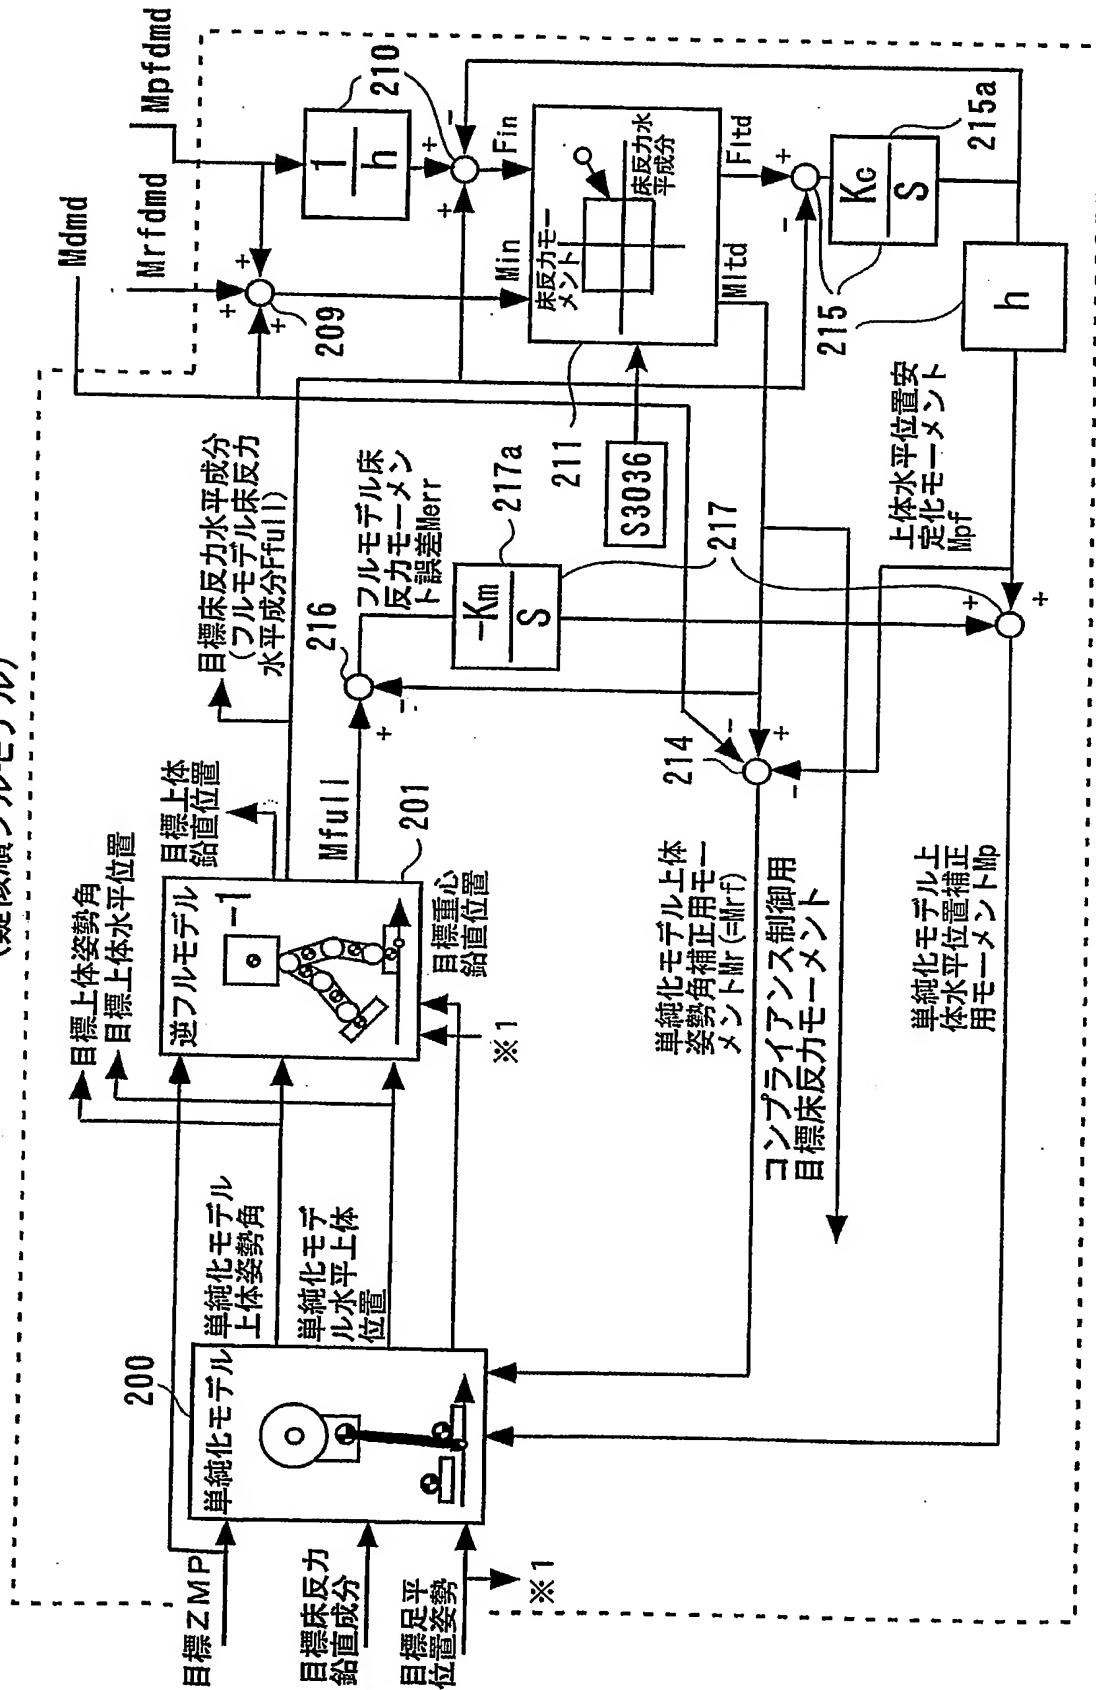 (疑似順フルモデル)
目標ZMP
目標床反力
鉛直成分
目標足平
位置姿勢
※1
200
単純化モデル
単純化モデル
上体姿勢角
単純化モデ
ル水平上体
位置
目標上体姿勢角
目標上体水平位置
逆フルモデル
-1
201
※1
目標重心
鉛直位置
目標上体
鉛直位置
目標床反力水平成分
(フルモデル床反力
水平成分Ffull)
Mfull
+
-
216
フルモデル床
反力モーメン
ト誤差Merr
217a
-Km
S
217
Mdmd
Mrfdmd
Mpfdmd
+
+
+
209
1
h
210
+
+
-
Min
Fin
床反力モー
メント
床反力水
平成分
211
S3036
Mltd
Fltd
+
-
215
Kc
S
215a
h
上体水平位置安
定化モーメント
Mpf
+
+
214
-
+
-
単純化モデル上体
姿勢角補正用モー
メントMr(=Mrf)
コンプライアンス制御用
目標床反力モーメント
単純化モデル上
体水平位置補正
用モーメントMp